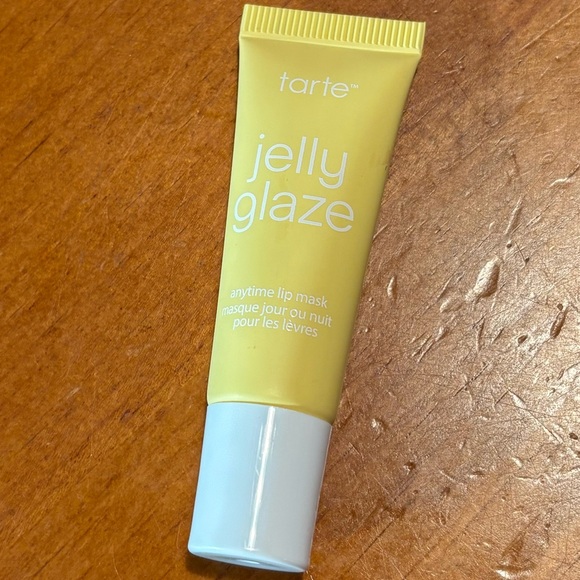 tarte™
jelly
glaze
anytime lip mask
masque jour ou nuit
pour les lèvres